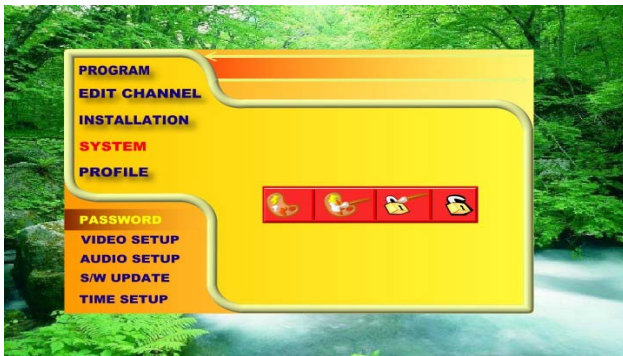 PROGRAM
EDIT CHANNEL
INSTALLATION
SYSTEM
PROFILE
PASSWORD
VIDEO SETUP
AUDIO SETUP
S/W UPDATE
TIME SETUP